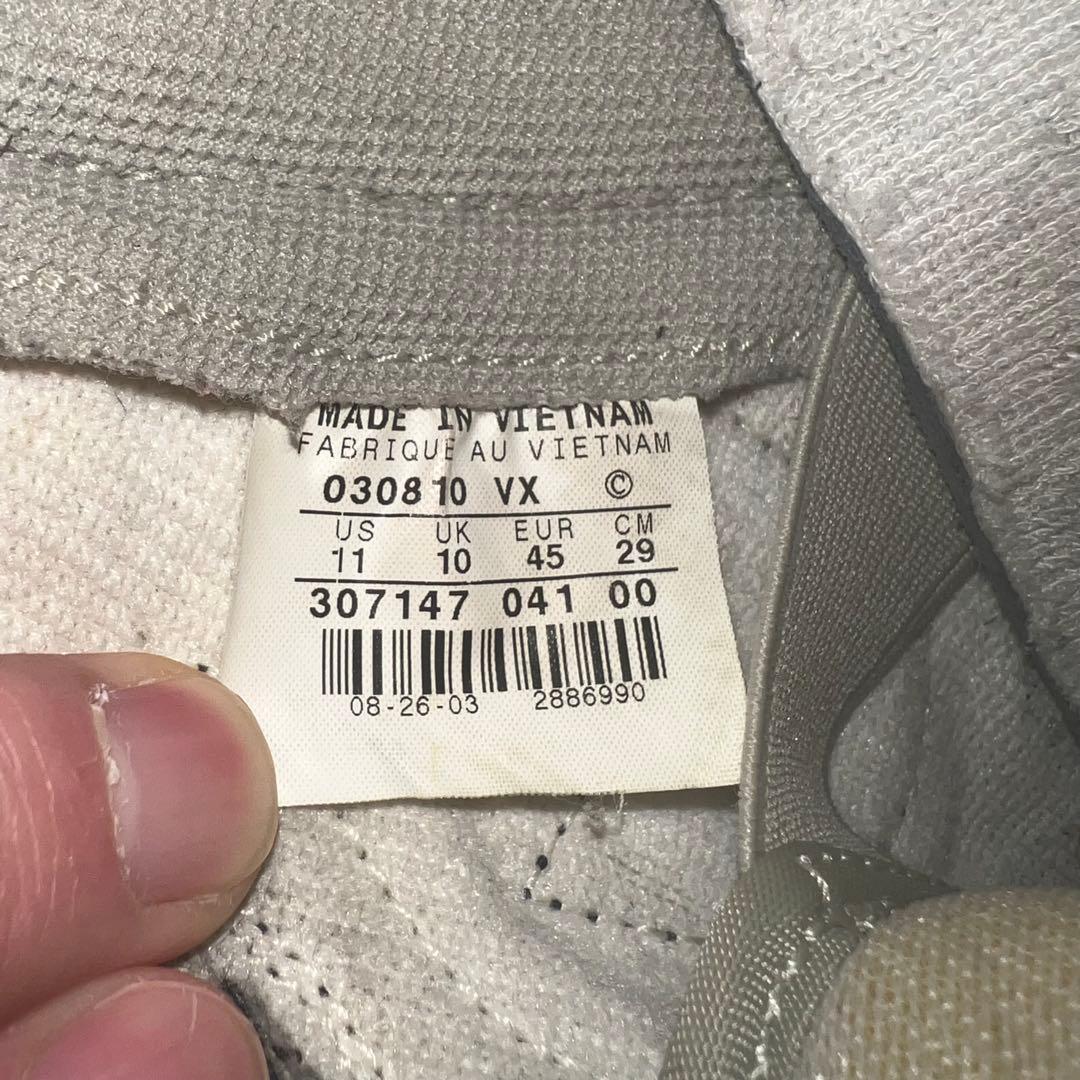 MADE IN VIETNAM
FABRIQUE AU VIETNAM
030810 VX ©
US UK EUR CM
11 10 45 29
307147 041 00
08-26-03 2886990